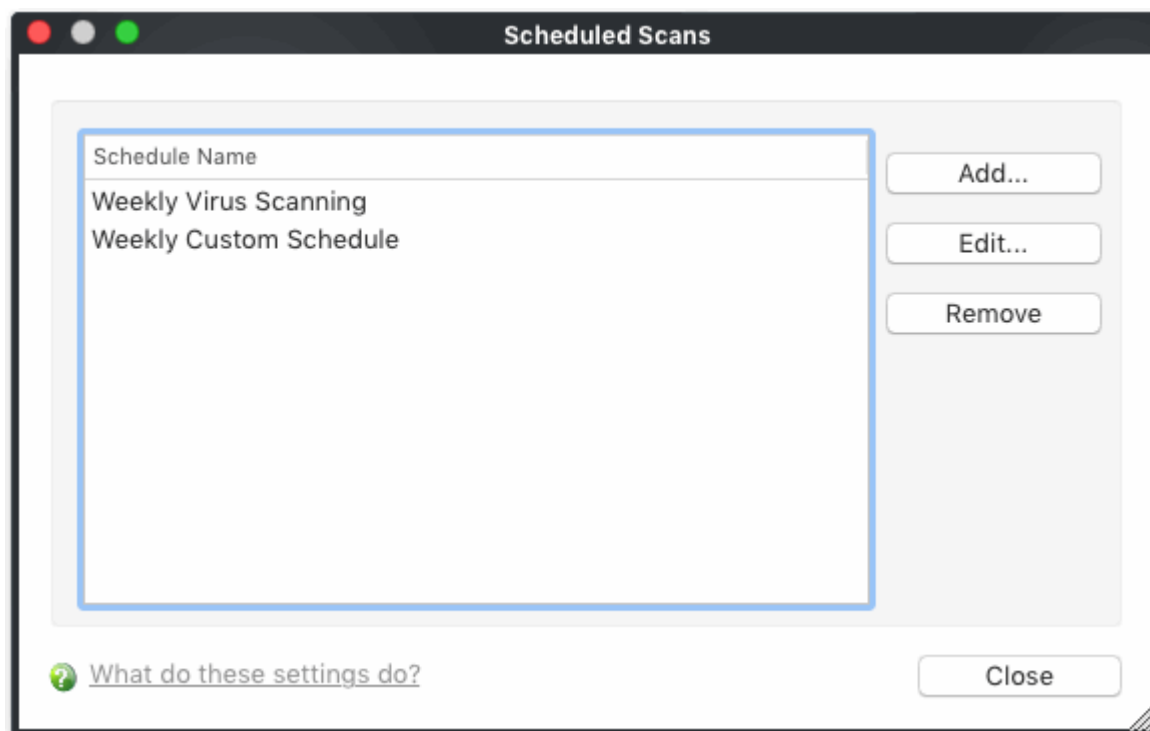 Scheduled Scans
Schedule Name
Weekly Virus Scanning
Weekly Custom Schedule
Add...
Edit...
Remove
What do these settings do?
Close